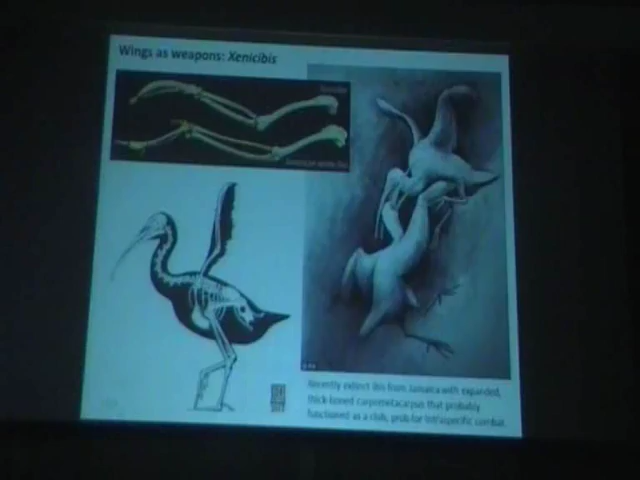 Wings as weapons: Xenicibis
Xenicibis
American white ibis
Recently extinct ibis from Jamaica with expanded,
thick-boned carpometacarpus that probably
functioned as a club, prob for intraspecific combat.